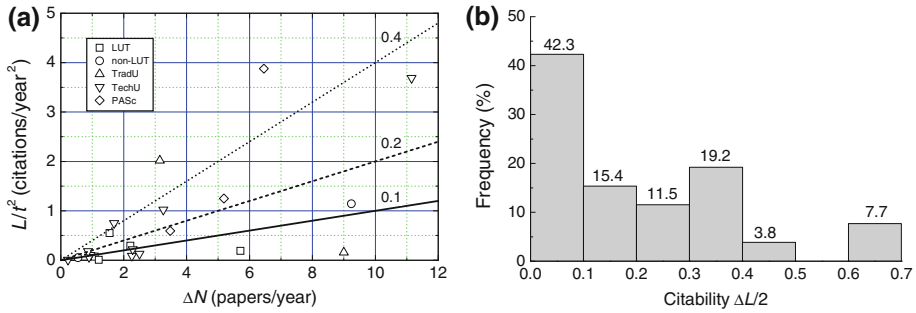 (a)
L/t² (citations/year²)
5
4
3
2
1
0
LUT
non-LUT
TradU
TechU
PASc
0.4
0.2
0.1
0 2 4 6 8 10 12
ΔN (papers/year)
(b)
Frequency (%)
50
40
30
20
10
0
42.3
15.4
11.5
19.2
3.8
7.7
0.0 0.1 0.2 0.3 0.4 0.5 0.6 0.7
Citability ΔL/2